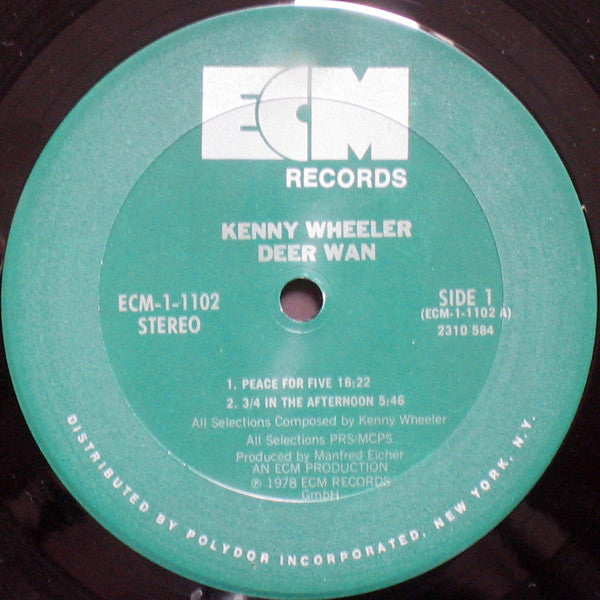 ECM
RECORDS
KENNY WHEELER
DEER WAN
ECM-1-1102
STEREO
SIDE 1
(ECM-1-1102 A)
2310 584
1. PEACE FOR FIVE 16:22
2. 3/4 IN THE AFTERNOON 5:46
All Selections Composed by Kenny Wheeler
All Selections PRS/MCPS
Produced by Manfred Eicher
AN ECM PRODUCTION
℗ 1978 ECM RECORDS
GmbH
DISTRIBUTED BY POLYDOR INCORPORATED, NEW YORK, N.Y.